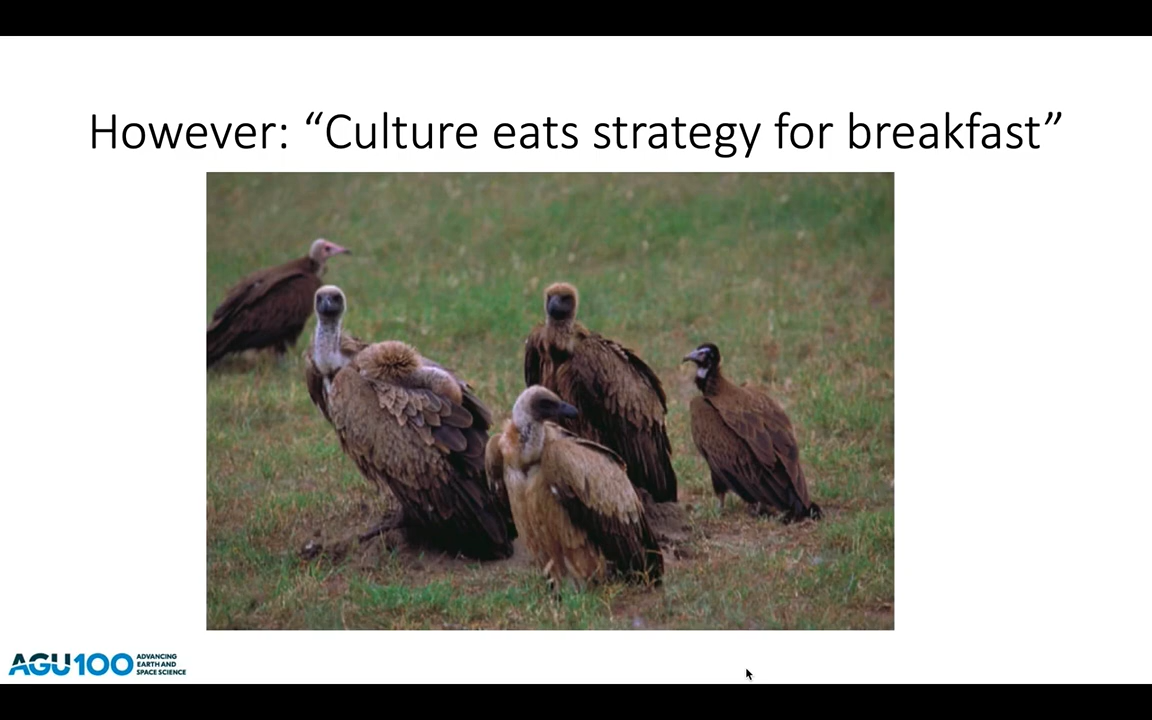 However: “Culture eats strategy for breakfast”
AGU100
ADVANCING
EARTH AND
SPACE SCIENCE